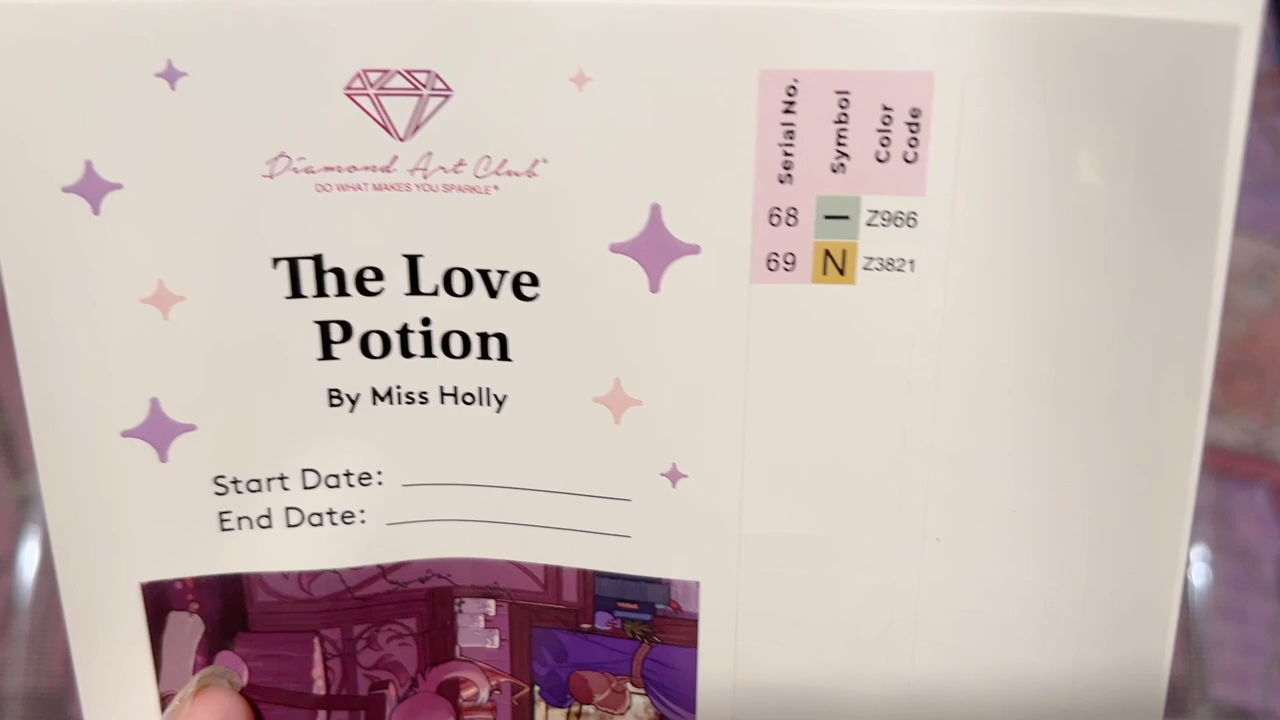 Diamond Art Club®
DO WHAT MAKES YOU SPARKLE®
The Love
Potion
By Miss Holly
Start Date:
End Date:
Serial No. Symbol Color Code
68 – Z966
69 N Z3821